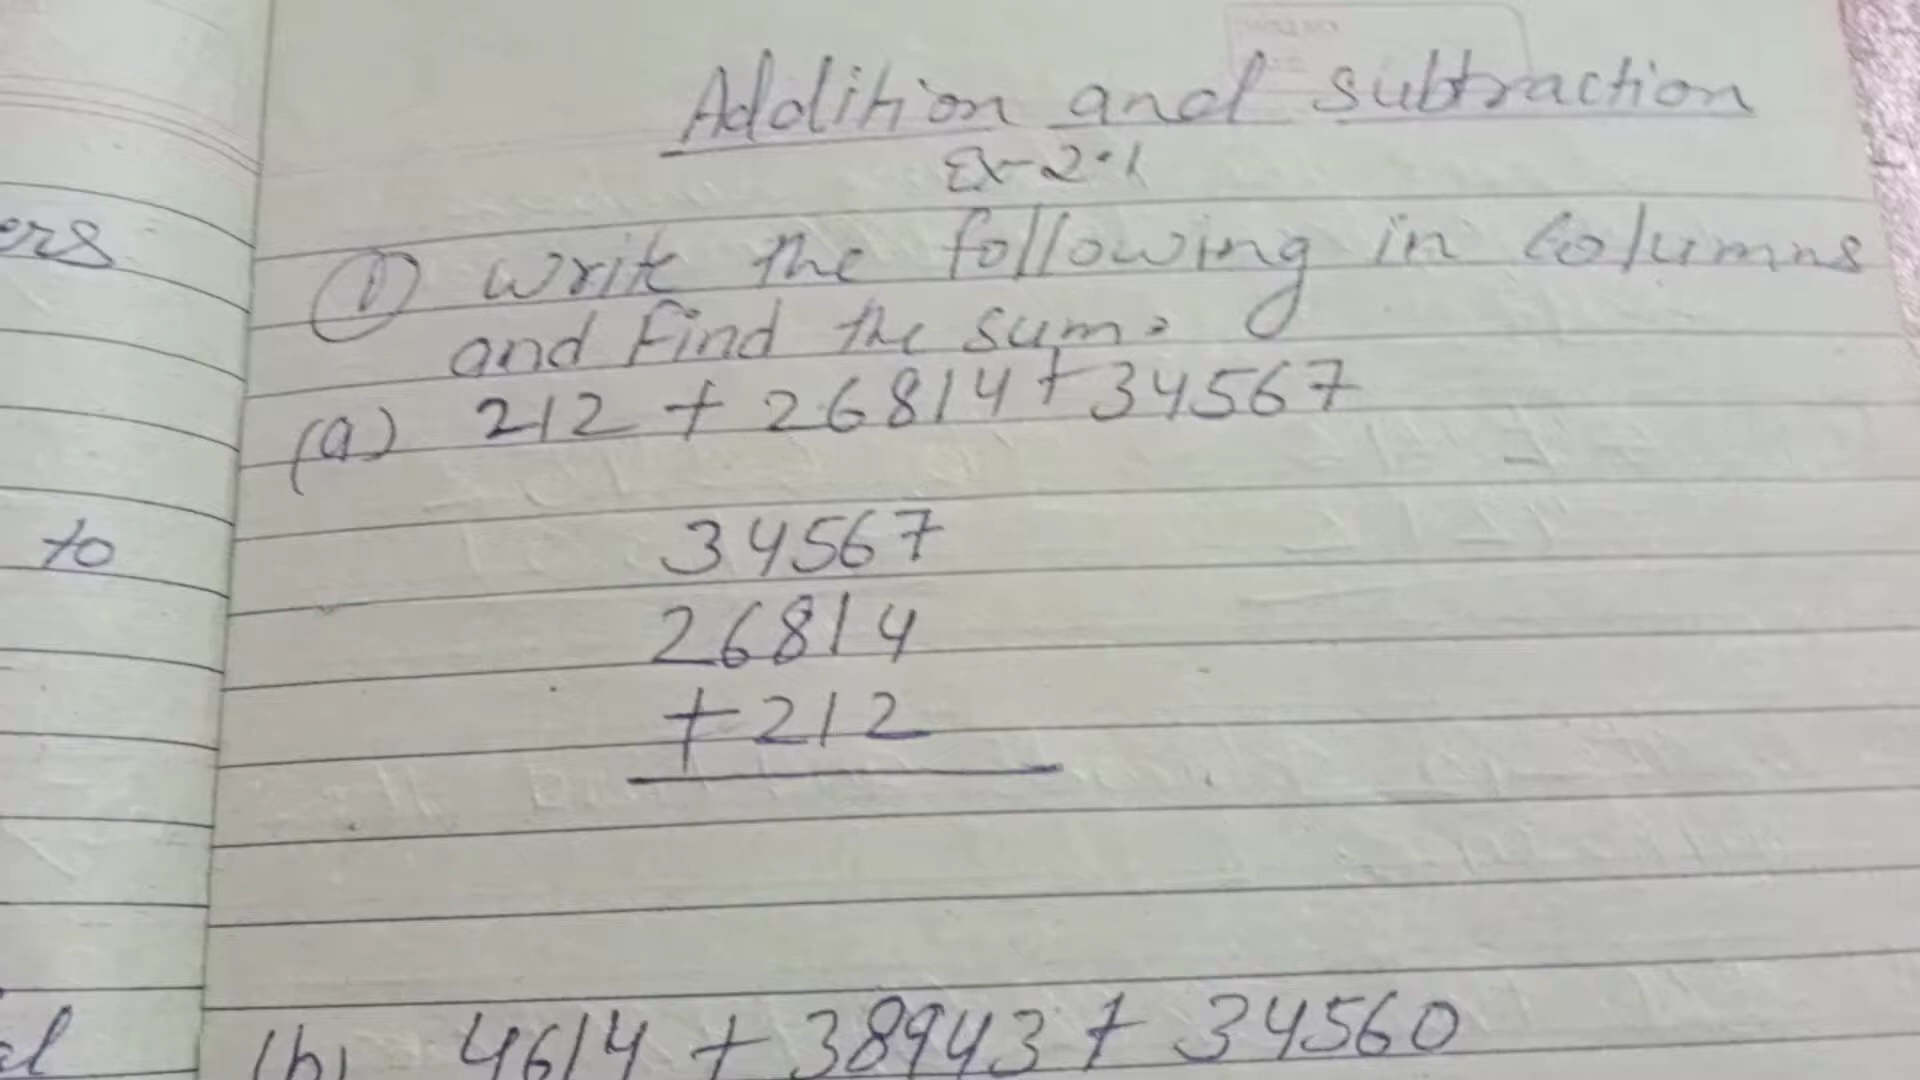 Addition and subtraction
Ex-2.1
ers
① Write the following in Columns
and Find the sum.
(a) 212 + 26814 + 34567
34567
to
26814
+ 212
(b) 4614 + 38943 + 34560